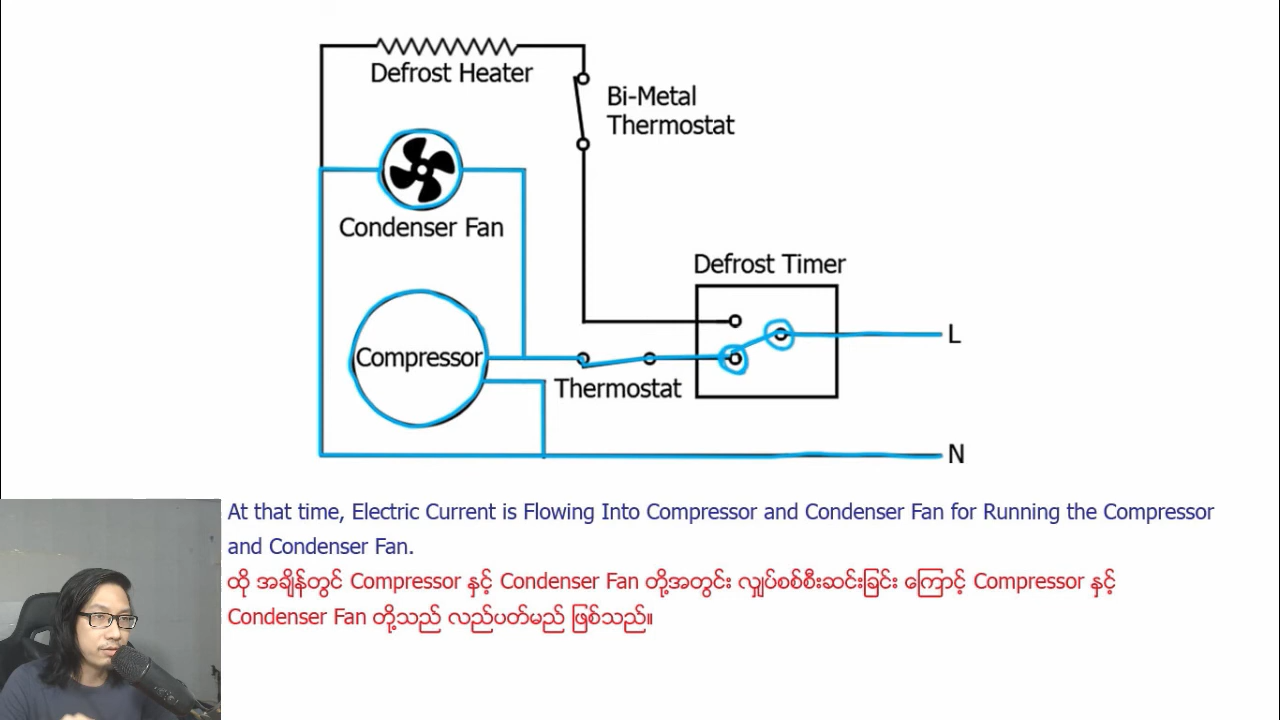 Defrost Heater
Bi-Metal
Thermostat
Condenser Fan
Defrost Timer
L
Compressor
Thermostat
N
At that time, Electric Current is Flowing Into Compressor and Condenser Fan for Running the Compressor
and Condenser Fan.
ထို အချိန်တွင် Compressor နှင့် Condenser Fan တို့အတွင်း လျှပ်စစ်စီးဆင်းခြင်း ကြောင့် Compressor နှင့်
Condenser Fan တို့သည် လည်ပတ်မည် ဖြစ်သည်။